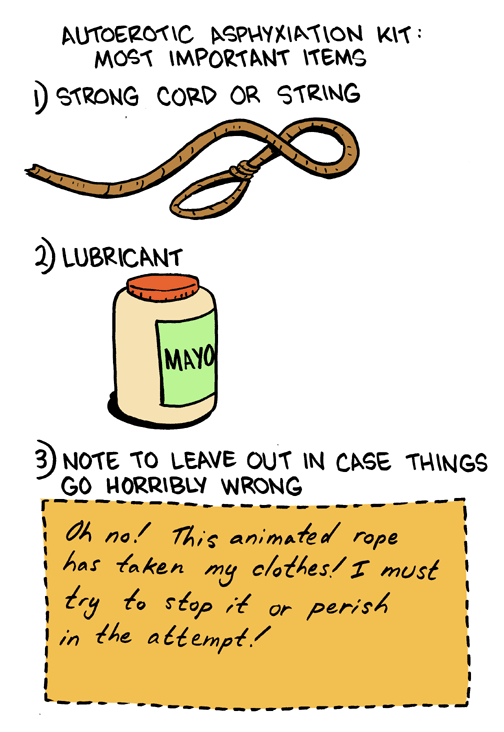 AUTOEROTIC ASPHYXIATION KIT:
MOST IMPORTANT ITEMS
1) STRONG CORD OR STRING
2) LUBRICANT
MAYO
3) NOTE TO LEAVE OUT IN CASE THINGS
GO HORRIBLY WRONG
Oh no! This animated rope
has taken my clothes! I must
try to stop it or perish
in the attempt!